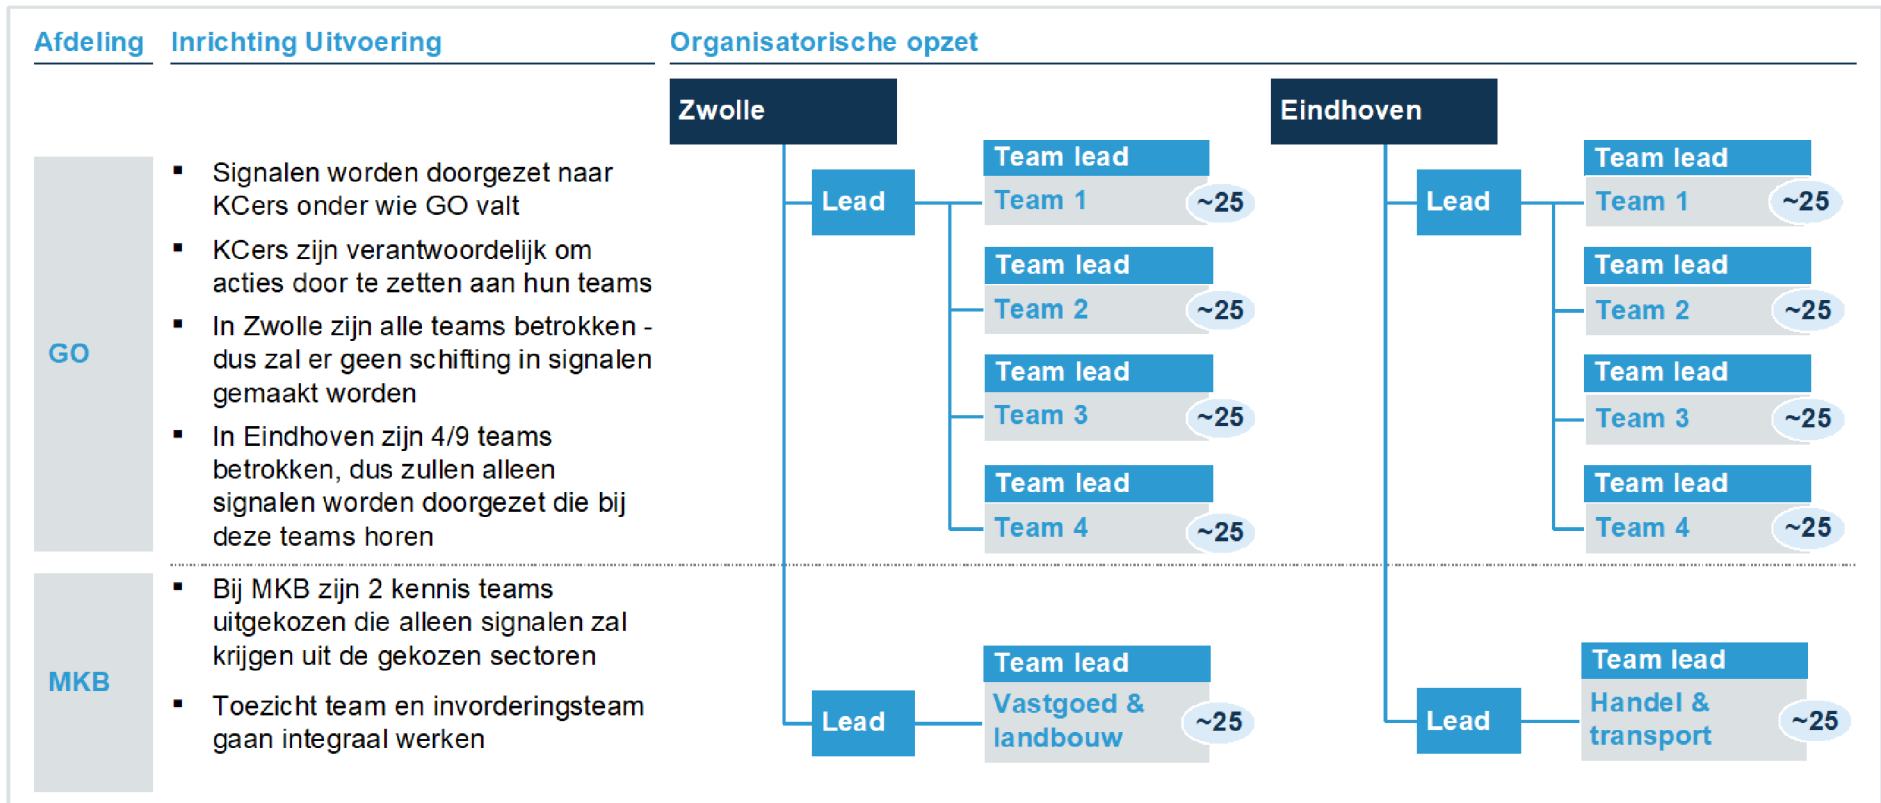 Afdeling
Inrichting Uitvoering
Organisatorische opzet
Zwolle
Eindhoven
GO
▪ Signalen worden doorgezet naar
KCers onder wie GO valt
▪ KCers zijn verantwoordelijk om
acties door te zetten aan hun teams
▪ In Zwolle zijn alle teams betrokken -
dus zal er geen schifting in signalen
gemaakt worden
▪ In Eindhoven zijn 4/9 teams
betrokken, dus zullen alleen
signalen worden doorgezet die bij
deze teams horen
Lead
Team lead
Team 1
~25
Team lead
Team 2
~25
Team lead
Team 3
~25
Team lead
Team 4
~25
Lead
Team lead
Team 1
~25
Team lead
Team 2
~25
Team lead
Team 3
~25
Team lead
Team 4
~25
MKB
▪ Bij MKB zijn 2 kennis teams
uitgekozen die alleen signalen zal
krijgen uit de gekozen sectoren
▪ Toezicht team en invorderingsteam
gaan integraal werken
Lead
Team lead
Vastgoed &
landbouw
~25
Lead
Team lead
Handel &
transport
~25